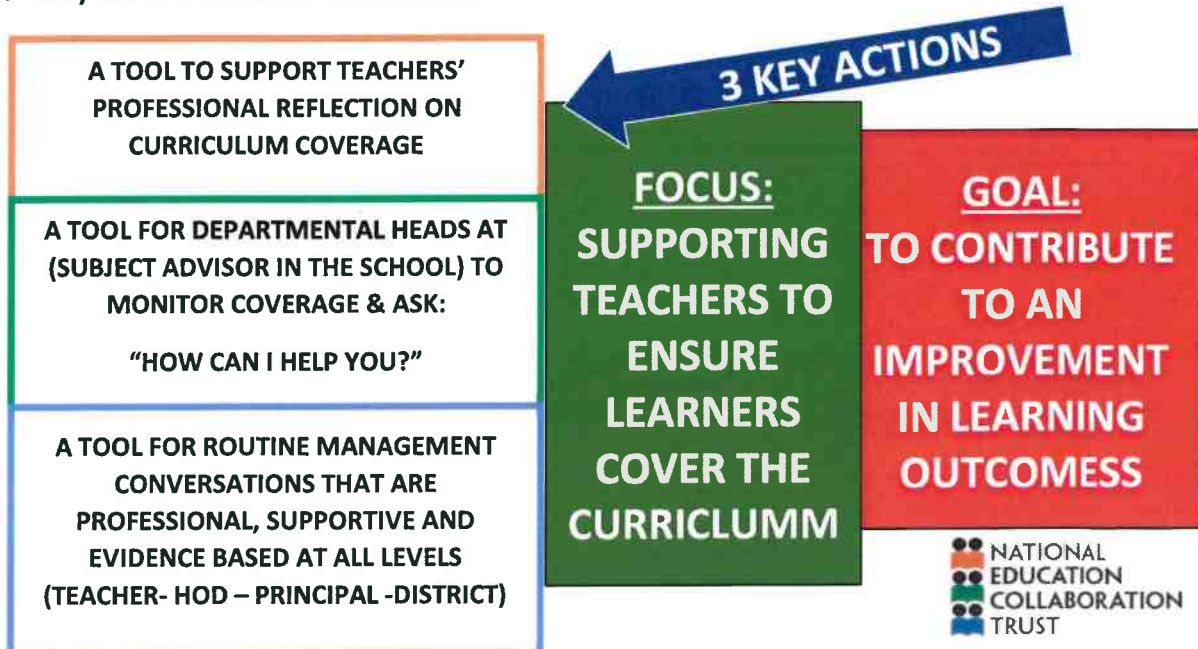 3 KEY ACTIONS
A TOOL TO SUPPORT TEACHERS'
PROFESSIONAL REFLECTION ON
CURRICULUM COVERAGE
A TOOL FOR DEPARTMENTAL HEADS AT
(SUBJECT ADVISOR IN THE SCHOOL) TO
MONITOR COVERAGE & ASK:
"HOW CAN I HELP YOU?"
A TOOL FOR ROUTINE MANAGEMENT
CONVERSATIONS THAT ARE
PROFESSIONAL, SUPPORTIVE AND
EVIDENCE BASED AT ALL LEVELS
(TEACHER- HOD – PRINCIPAL -DISTRICT)
FOCUS:
SUPPORTING
TEACHERS TO
ENSURE
LEARNERS
COVER THE
CURRICLUMM
GOAL:
TO CONTRIBUTE
TO AN
IMPROVEMENT
IN LEARNING
OUTCOMESS
NATIONAL
EDUCATION
COLLABORATION
TRUST